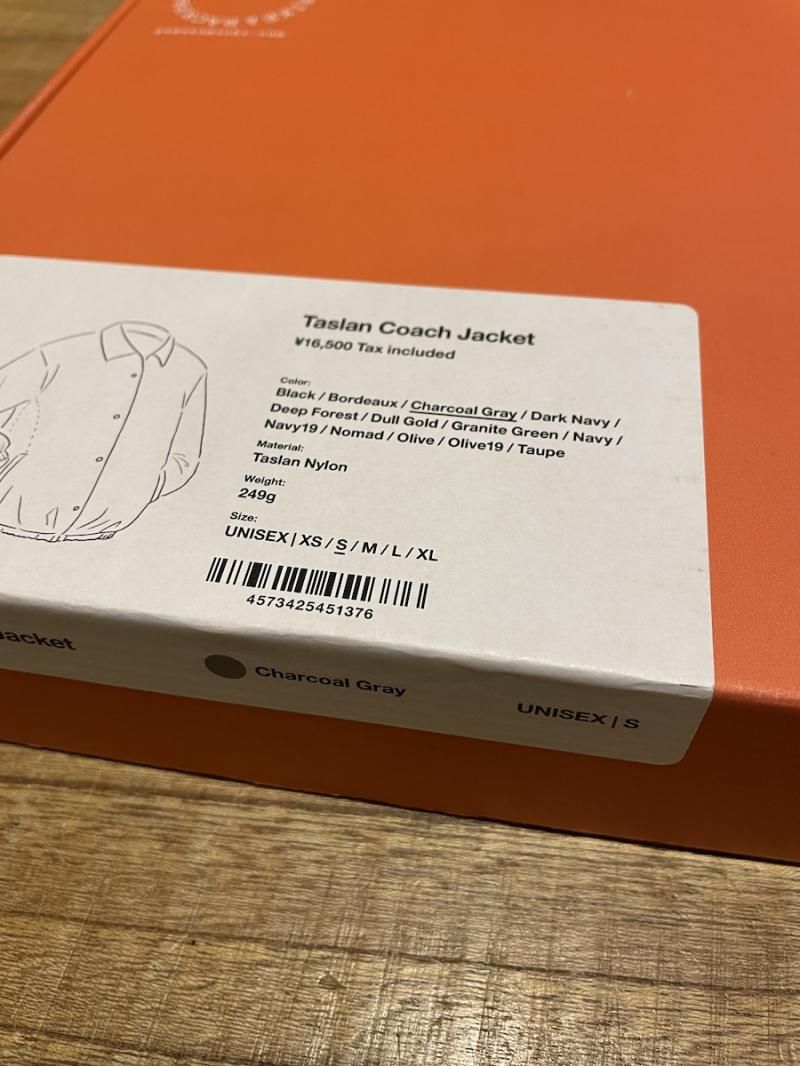 Taslan Coach Jacket
¥16,500 Tax included
Color:
Black / Bordeaux / Charcoal Gray / Dark Navy /
Deep Forest / Dull Gold / Granite Green / Navy /
Navy19 / Nomad / Olive / Olive19 / Taupe
Material:
Taslan Nylon
Weight:
249g
Size:
UNISEX | XS / S / M / L / XL
4573425451376
Jacket
Charcoal Gray
UNISEX | S